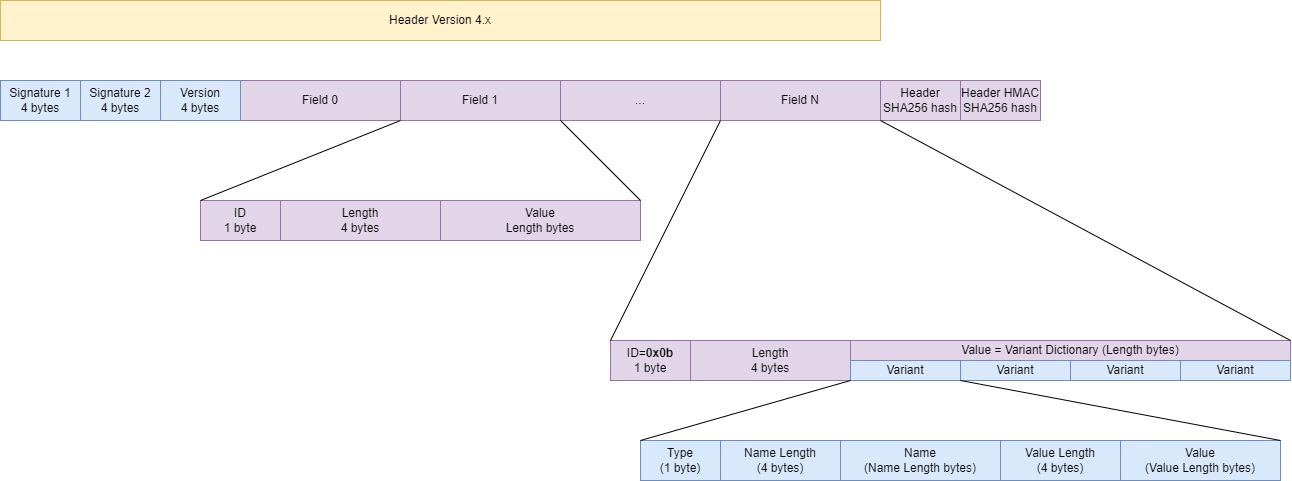 Header Version 4.x
Signature 1
4 bytes
Signature 2
4 bytes
Version
4 bytes
Field 0
Field 1
...
Field N
Header
SHA256 hash
Header HMAC
SHA256 hash
ID
1 byte
Length
4 bytes
Value
Length bytes
ID=0x0b
1 byte
Length
4 bytes
Value = Variant Dictionary (Length bytes)
Variant
Variant
Variant
Variant
Type
(1 byte)
Name Length
(4 bytes)
Name
(Name Length bytes)
Value Length
(4 bytes)
Value
(Value Length bytes)